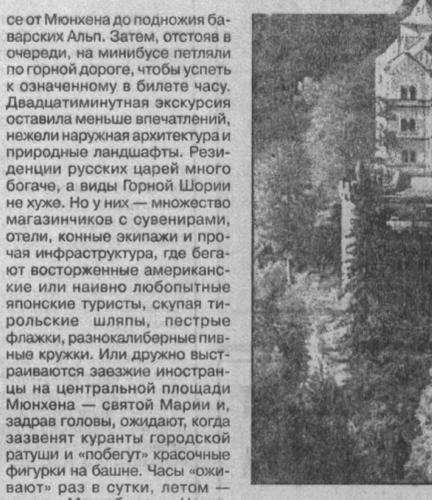 се от Мюнхена до подножия ба-
варских Альп. Затем, отстояв в
очереди, на минибусе петляли
по горной дороге, чтобы успеть
к означенному в билете часу.
Двадцатиминутная экскурсия
оставила меньше впечатлений,
нежели наружная архитектура и
природные ландшафты. Рези-
денции русских царей много
богаче, а виды Горной Шории
не хуже. Но у них — множество
магазинчиков с сувенирами,
отели, конные экипажи и про-
чая инфраструктура, где бега-
ют восторженные американс-
кие или наивно любопытные
японские туристы, скупая ти-
рольские шляпы, пестрые
флажки, разнокалиберные пив-
ные кружки. Или дружно выст-
раиваются заезжие иностран-
цы на центральной площади
Мюнхена — святой Марии и,
задрав головы, ожидают, когда
зазвенят куранты городской
ратуши и «побегут» красочные
фигурки на башне. Часы «ожи-
вают» раз в сутки, летом —